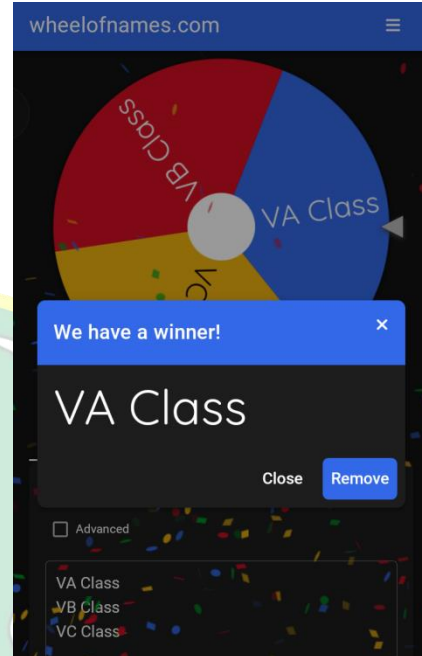 wheelofnames.com
VB Class
VA Class
VC
We have a winner!
VA Class
Close Remove
Advanced
VA Class
VB Class
VC Class